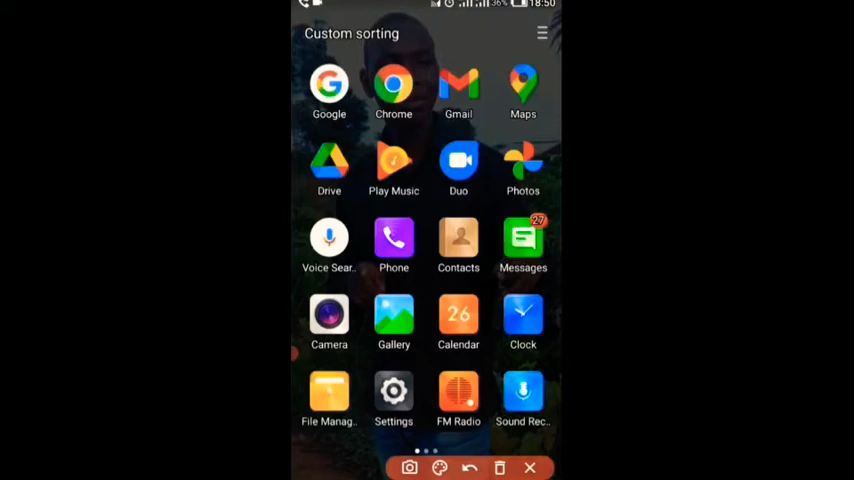 36% 18:50
Custom sorting
Google Chrome Gmail Maps
Drive Play Music Duo Photos
27
Voice Sear.. Phone Contacts Messages
26
Camera Gallery Calendar Clock
File Manag.. Settings FM Radio Sound Rec..